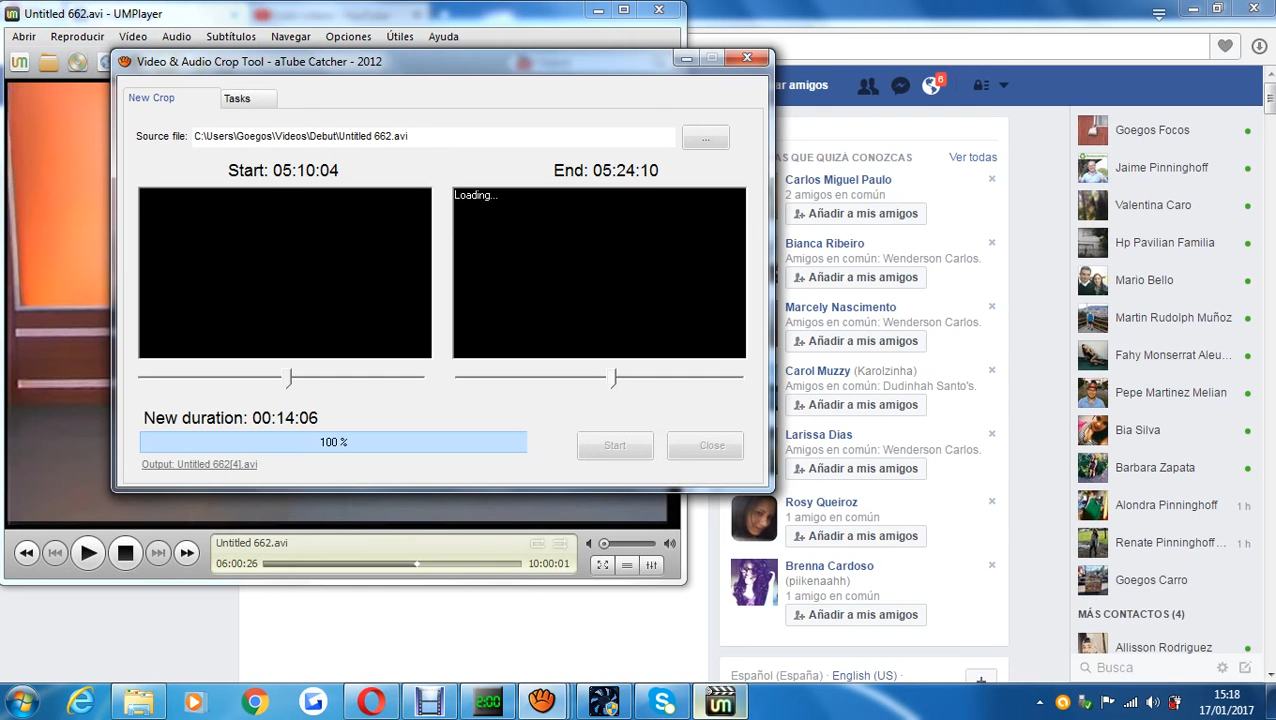 Untitled 662.avi - UMPlayer
Abrir Reproducir Vídeo Audio Subtítulos Navegar Opciones Útiles Ayuda
Video & Audio Crop Tool - aTube Catcher - 2012
New Crop Tasks
Source file: C:\Users\Goegos\Videos\Debut\Untitled 662.avi ...
Start: 05:10:04 End: 05:24:10
Loading...
New duration: 00:14:06
100 %
Start Close
Output: Untitled 662[4].avi
Untitled 662.avi
06:00:26 10:00:01
ar amigos 6
AS QUE QUIZÁ CONOZCAS Ver todas
Carlos Miguel Paulo
2 amigos en común
Añadir a mis amigos
Bianca Ribeiro
Amigos en común: Wenderson Carlos.
Añadir a mis amigos
Marcely Nascimento
Amigos en común: Wenderson Carlos.
Añadir a mis amigos
Carol Muzzy (Karolzinha)
Amigos en común: Dudinhah Santo's.
Añadir a mis amigos
Larissa Dias
Amigos en común: Wenderson Carlos.
Añadir a mis amigos
Rosy Queiroz
1 amigo en común
Añadir a mis amigos
Brenna Cardoso
(piikenaahh)
1 amigo en común
Añadir a mis amigos
Español (España) · English (US) ·
Goegos Focos
Jaime Pinninghoff
Valentina Caro
Hp Pavilian Familia
Mario Bello
Martin Rudolph Muñoz
Fahy Monserrat Aleu...
Pepe Martinez Melian
Bia Silva
Barbara Zapata
Alondra Pinninghoff 1 h
Renate Pinninghoff... 1 h
Goegos Carro
MÁS CONTACTOS (4)
Allisson Rodriguez
Busca
2:00
um
15:18
17/01/2017